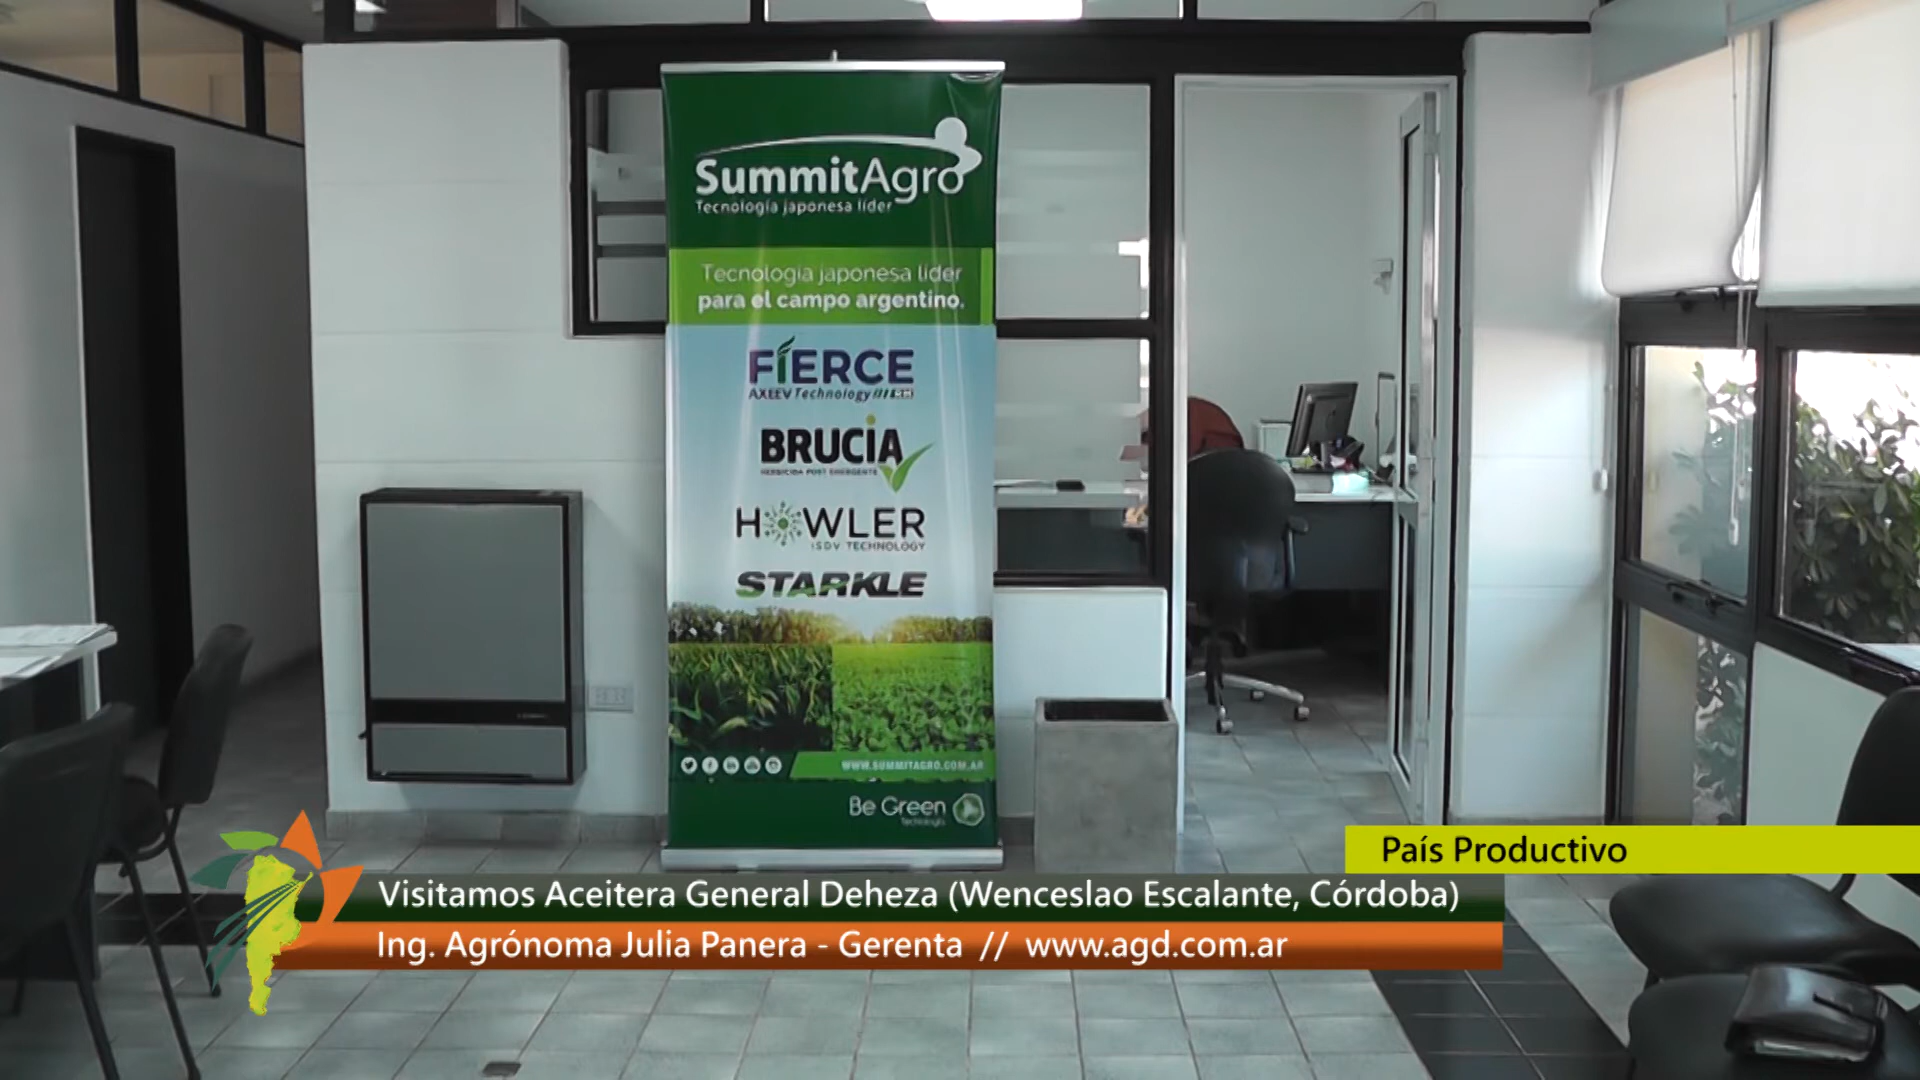 SummitAgro
Tecnología japonesa líder
Tecnología japonesa líder
para el campo argentino.
FiERCE
AXEEV Technology
BRUCIA
HERBICIDA POST EMERGENTE
HOWLER
ISDV TECHNOLOGY
STARKLE
WWW.SUMMITAGRO.COM.AR
Be Green
Tecnología
País Productivo
Visitamos Aceitera General Deheza (Wenceslao Escalante, Córdoba)
Ing. Agrónoma Julia Panera - Gerenta // www.agd.com.ar